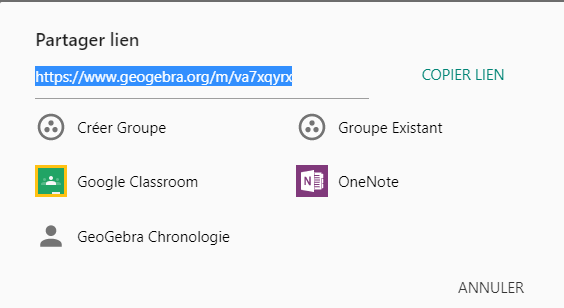 Partager lien
https://www.geogebra.org/m/va7xqyrx
COPIER LIEN
Créer Groupe
Groupe Existant
Google Classroom
N
OneNote
GeoGebra Chronologie
ANNULER